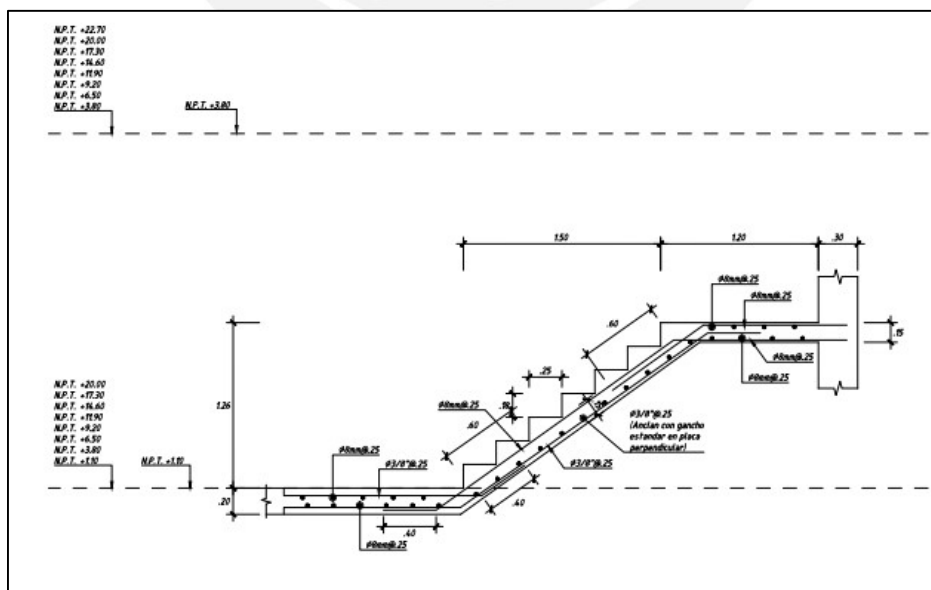 N.P.T. +22.70
N.P.T. +20.00
N.P.T. +17.30
N.P.T. +14.60
N.P.T. +11.90
N.P.T. +9.20
N.P.T. +6.50
N.P.T. +3.80
N.P.T. +3.80
1.50
1.20
.30
Ø8mm@.25
Ø8mm@.25
.60
.15
Ø8mm@.25
Ø8mm@.25
.25
.18
1.26
Ø8mm@.25
.60
Ø3/8"@.25
(Anclan con gancho
estandar en placa
perpendicular)
N.P.T. +20.00
N.P.T. +17.30
N.P.T. +14.60
N.P.T. +11.90
N.P.T. +9.20
N.P.T. +6.50
N.P.T. +3.80
N.P.T. +1.10
N.P.T. +1.10
Ø8mm@.25
Ø3/8"@.25
Ø3/8"@.25
.20
.40
.40
Ø8mm@.25